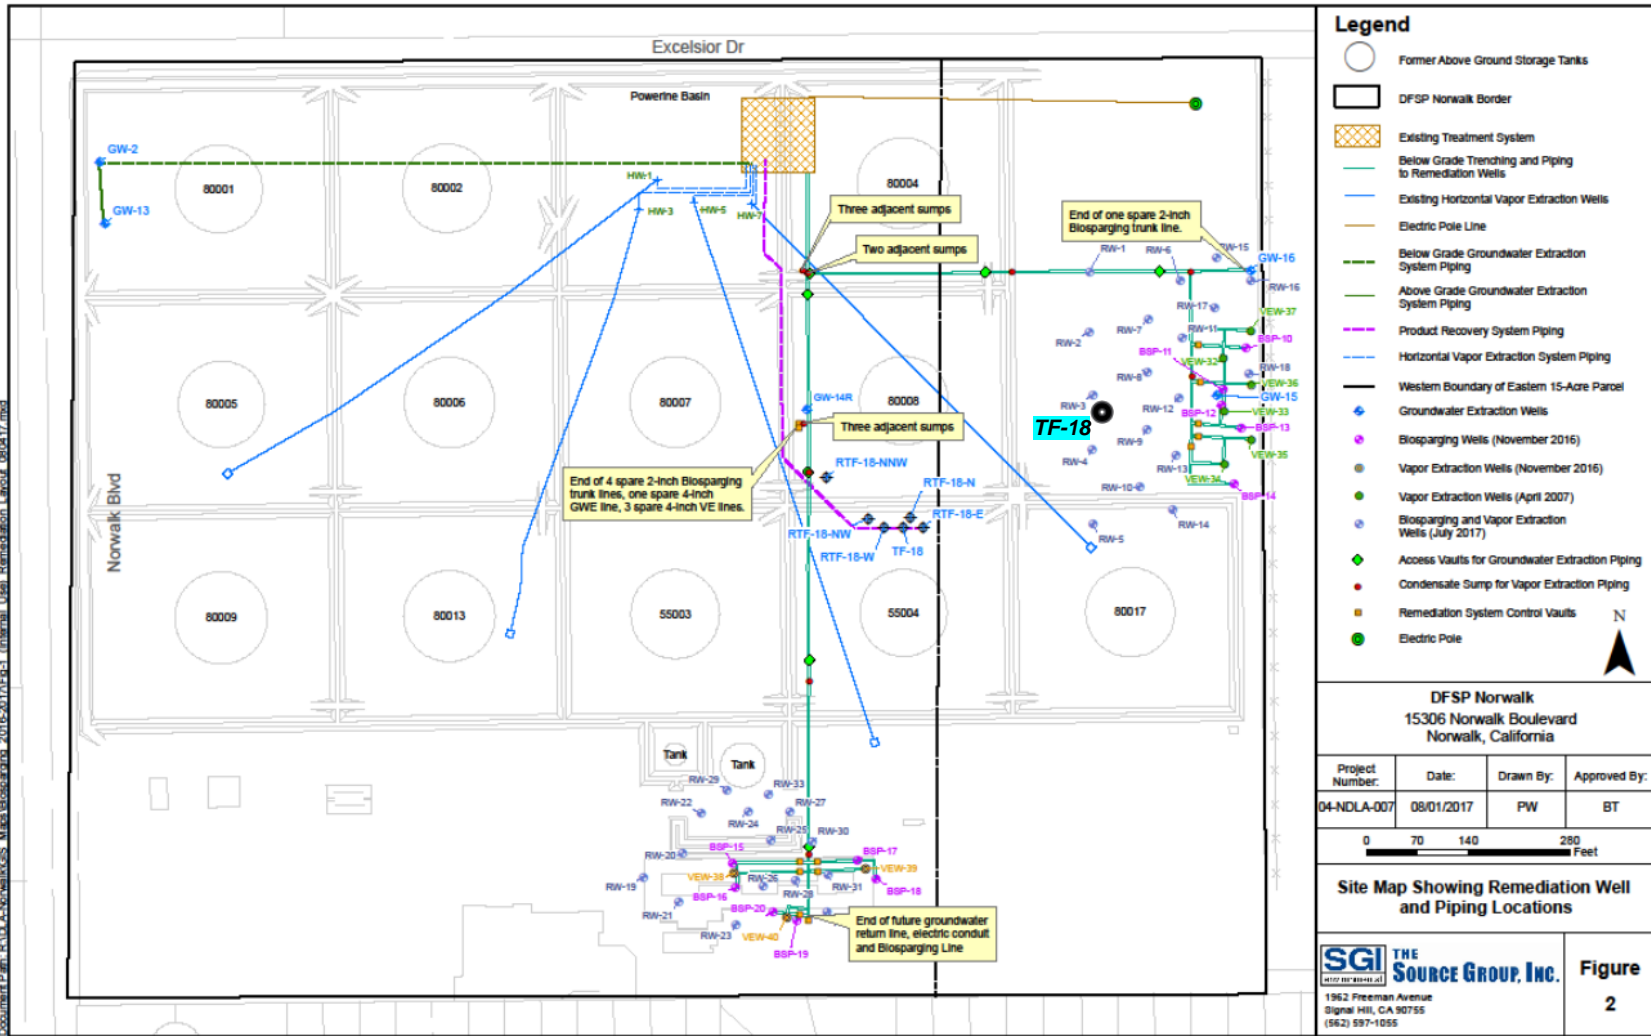 Excelsior Dr
Powerine Basin
GW-2
GW-13
80001
80002
HW-1
HW-3
HW-5
HW-7
80004
Three adjacent sumps
Two adjacent sumps
End of one spare 2-inch
Biosparging trunk line.
RW-1
RW-6
RW-15
GW-16
RW-16
RW-17
VEW-37
RW-2
RW-7
RW-11
BSP-10
BSP-11
VEW-32
RW-8
RW-18
VEW-36
80005
80006
80007
GW-14R
80008
RW-3
RW-12
GW-15
BSP-12
VEW-33
TF-18
Three adjacent sumps
BSP-13
RW-9
RW-4
RW-13
VEW-35
VEW-34
RTF-18-NNW
End of 4 spare 2-inch Biosparging
trunk lines, one spare 4-inch
GWE line, 3 spare 4-inch VE lines.
RTF-18-N
RW-10
BSP-14
RTF-18-E
RTF-18-NW
RTF-18-W
TF-18
RW-5
RW-14
Norwalk Blvd
80009
80013
55003
55004
80017
Tank
Tank
RW-29
RW-33
RW-22
RW-27
RW-24
RW-25
RW-30
RW-20
BSP-15
BSP-17
VEW-38
VEW-39
RW-19
RW-26
RW-31
BSP-16
RW-28
BSP-18
RW-21
BSP-20
RW-23
VEW-40
BSP-19
End of future groundwater
return line, electric conduit
and Biosparging Line
Legend
Former Above Ground Storage Tanks
DFSP Norwalk Border
Existing Treatment System
Below Grade Trenching and Piping
to Remediation Wells
Existing Horizontal Vapor Extraction Wells
Electric Pole Line
Below Grade Groundwater Extraction
System Piping
Above Grade Groundwater Extraction
System Piping
Product Recovery System Piping
Horizontal Vapor Extraction System Piping
Western Boundary of Eastern 15-Acre Parcel
Groundwater Extraction Wells
Biosparging Wells (November 2016)
Vapor Extraction Wells (November 2016)
Vapor Extraction Wells (April 2007)
Biosparging and Vapor Extraction
Wells (July 2017)
Access Vaults for Groundwater Extraction Piping
Condensate Sump for Vapor Extraction Piping
Remediation System Control Vaults
Electric Pole
N
DFSP Norwalk
15306 Norwalk Boulevard
Norwalk, California
Project
Number:
Date:
Drawn By:
Approved By:
04-NDLA-007
08/01/2017
PW
BT
0 70 140 280
Feet
Site Map Showing Remediation Well
and Piping Locations
SGI
environmental
THE
SOURCE GROUP, INC.
1962 Freeman Avenue
Signal Hill, CA 90755
(562) 597-1055
Figure
2